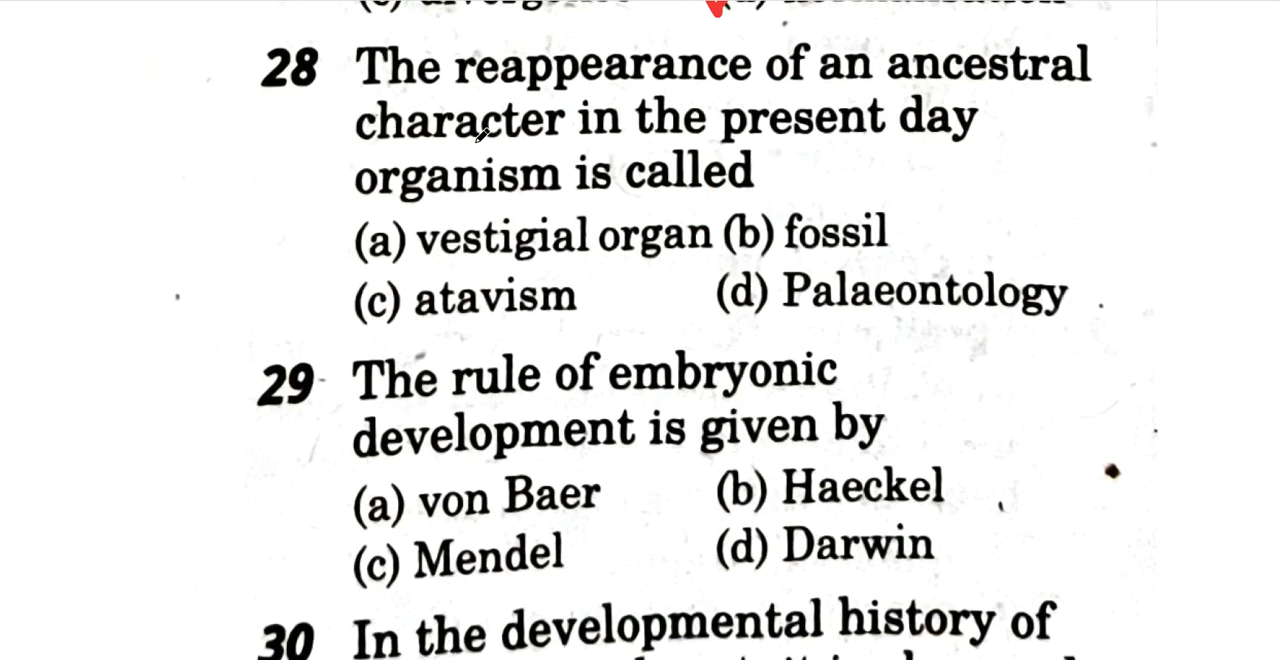 28 The reappearance of an ancestral
character in the present day
organism is called
(a) vestigial organ (b) fossil
(c) atavism (d) Palaeontology
29 The rule of embryonic
development is given by
(a) von Baer (b) Haeckel
(c) Mendel (d) Darwin
30 In the developmental history of